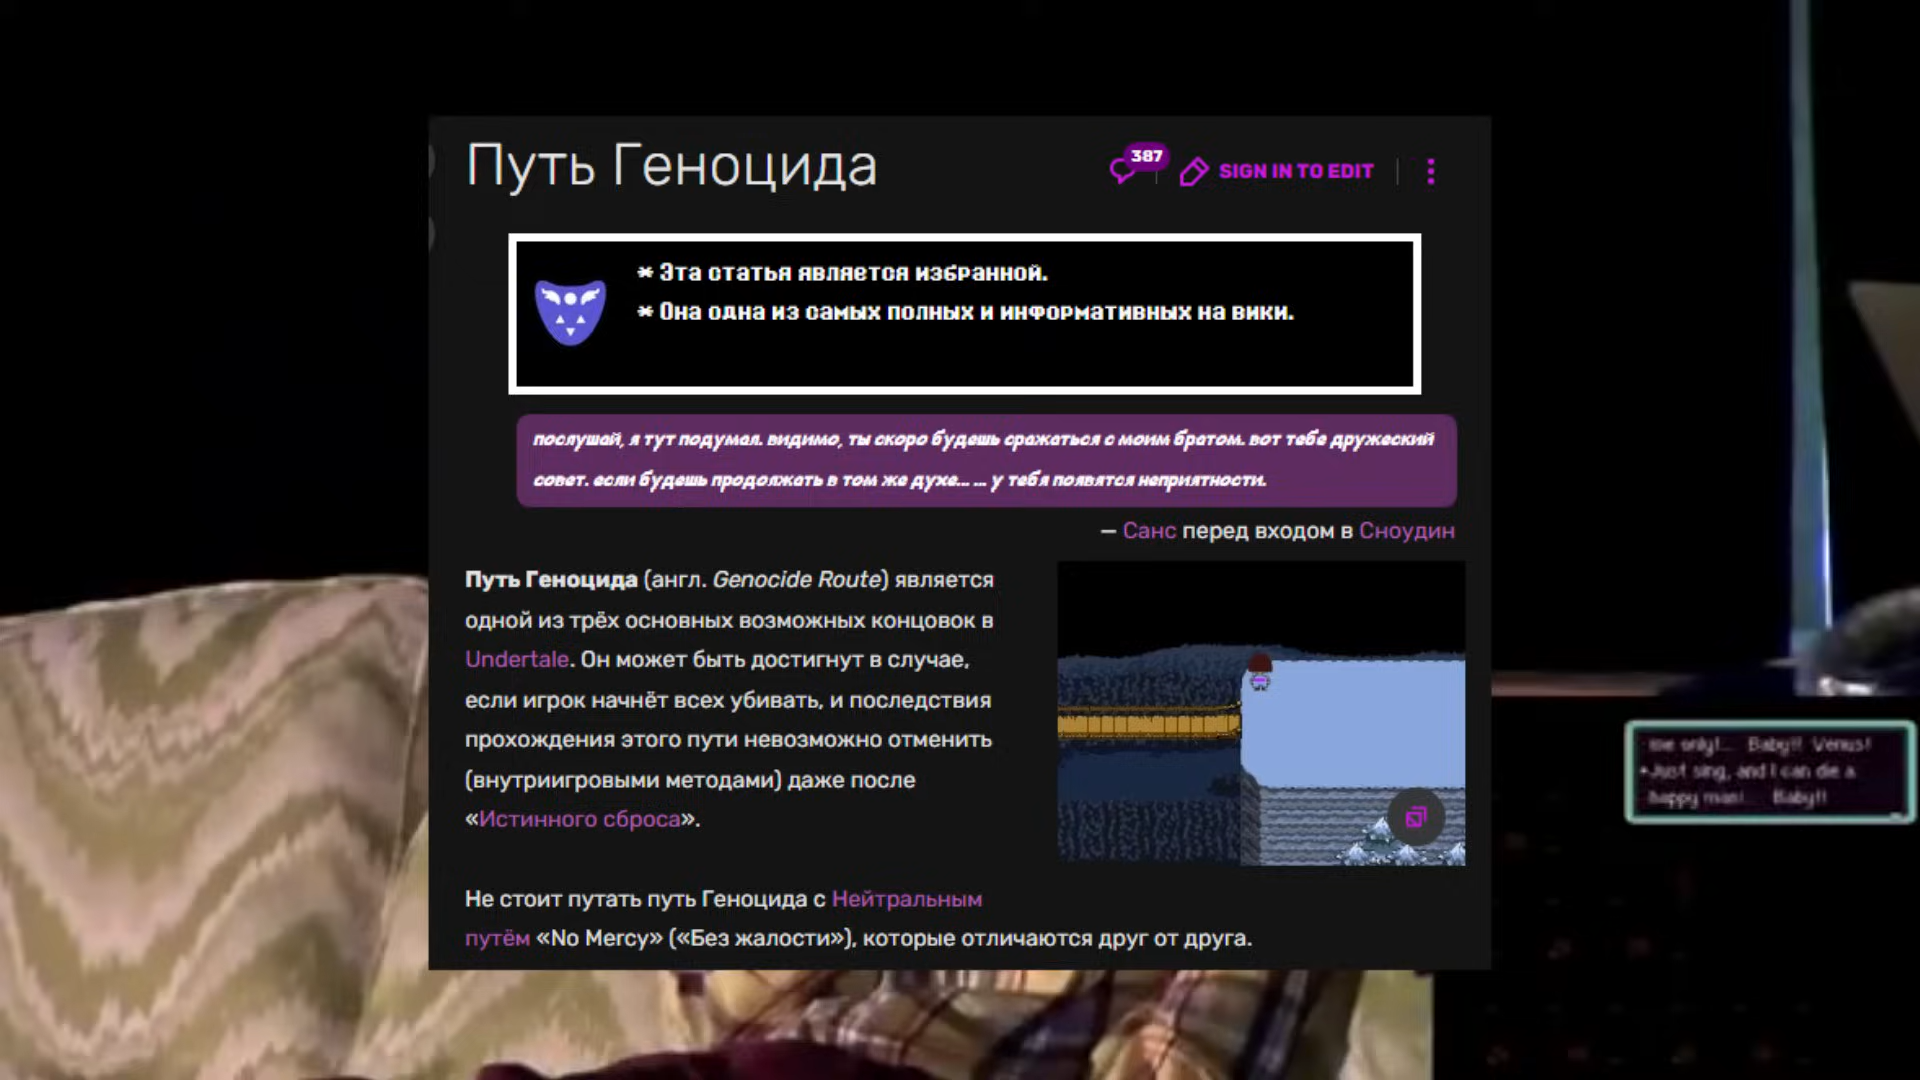 Путь Геноцида
387
SIGN IN TO EDIT
* Эта статья является избранной.
* Она одна из самых полных и информативных на вики.
послушай, я тут подумал. видимо, ты скоро будешь сражаться с моим братом. вот тебе дружеский
совет. если будешь продолжать в том же духе... ... у тебя появятся неприятности.
— Санс перед входом в Сноудин
Путь Геноцида (англ. Genocide Route) является
одной из трёх основных возможных концовок в
Undertale. Он может быть достигнут в случае,
если игрок начнёт всех убивать, и последствия
прохождения этого пути невозможно отменить
(внутриигровыми методами) даже после
«Истинного сброса».
Не стоит путать путь Геноцида с Нейтральным
путём «No Mercy» («Без жалости»), которые отличаются друг от друга.
me only!... Baby!! Venus!
*Just sing, and I can die a
happy man!... Baby!!